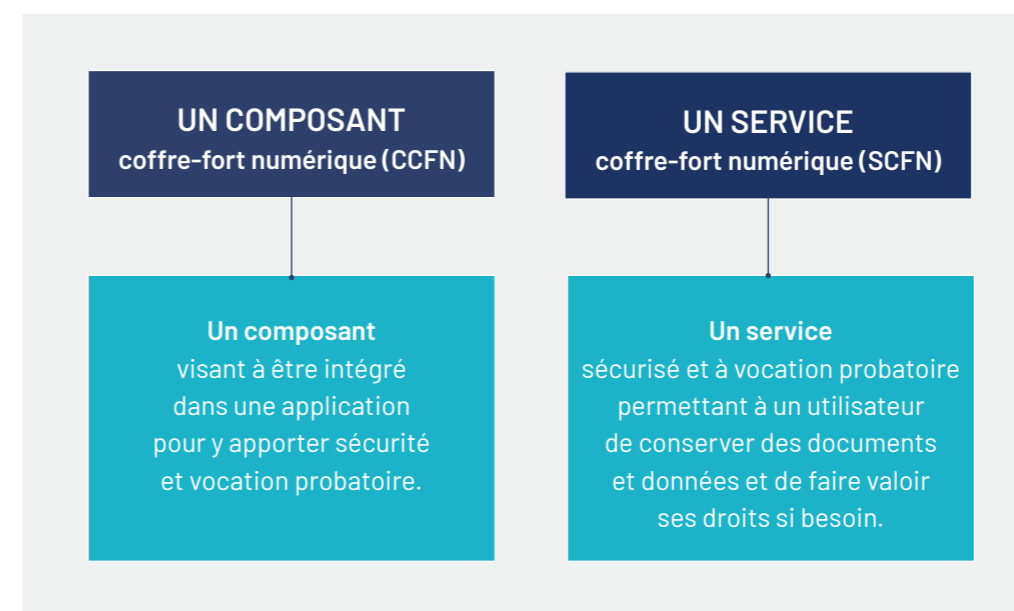 UN COMPOSANT
coffre-fort numérique (CCFN)
Un composant
visant à être intégré
dans une application
pour y apporter sécurité
et vocation probatoire.
UN SERVICE
coffre-fort numérique (SCFN)
Un service
sécurisé et à vocation probatoire
permettant à un utilisateur
de conserver des documents
et données et de faire valoir
ses droits si besoin.